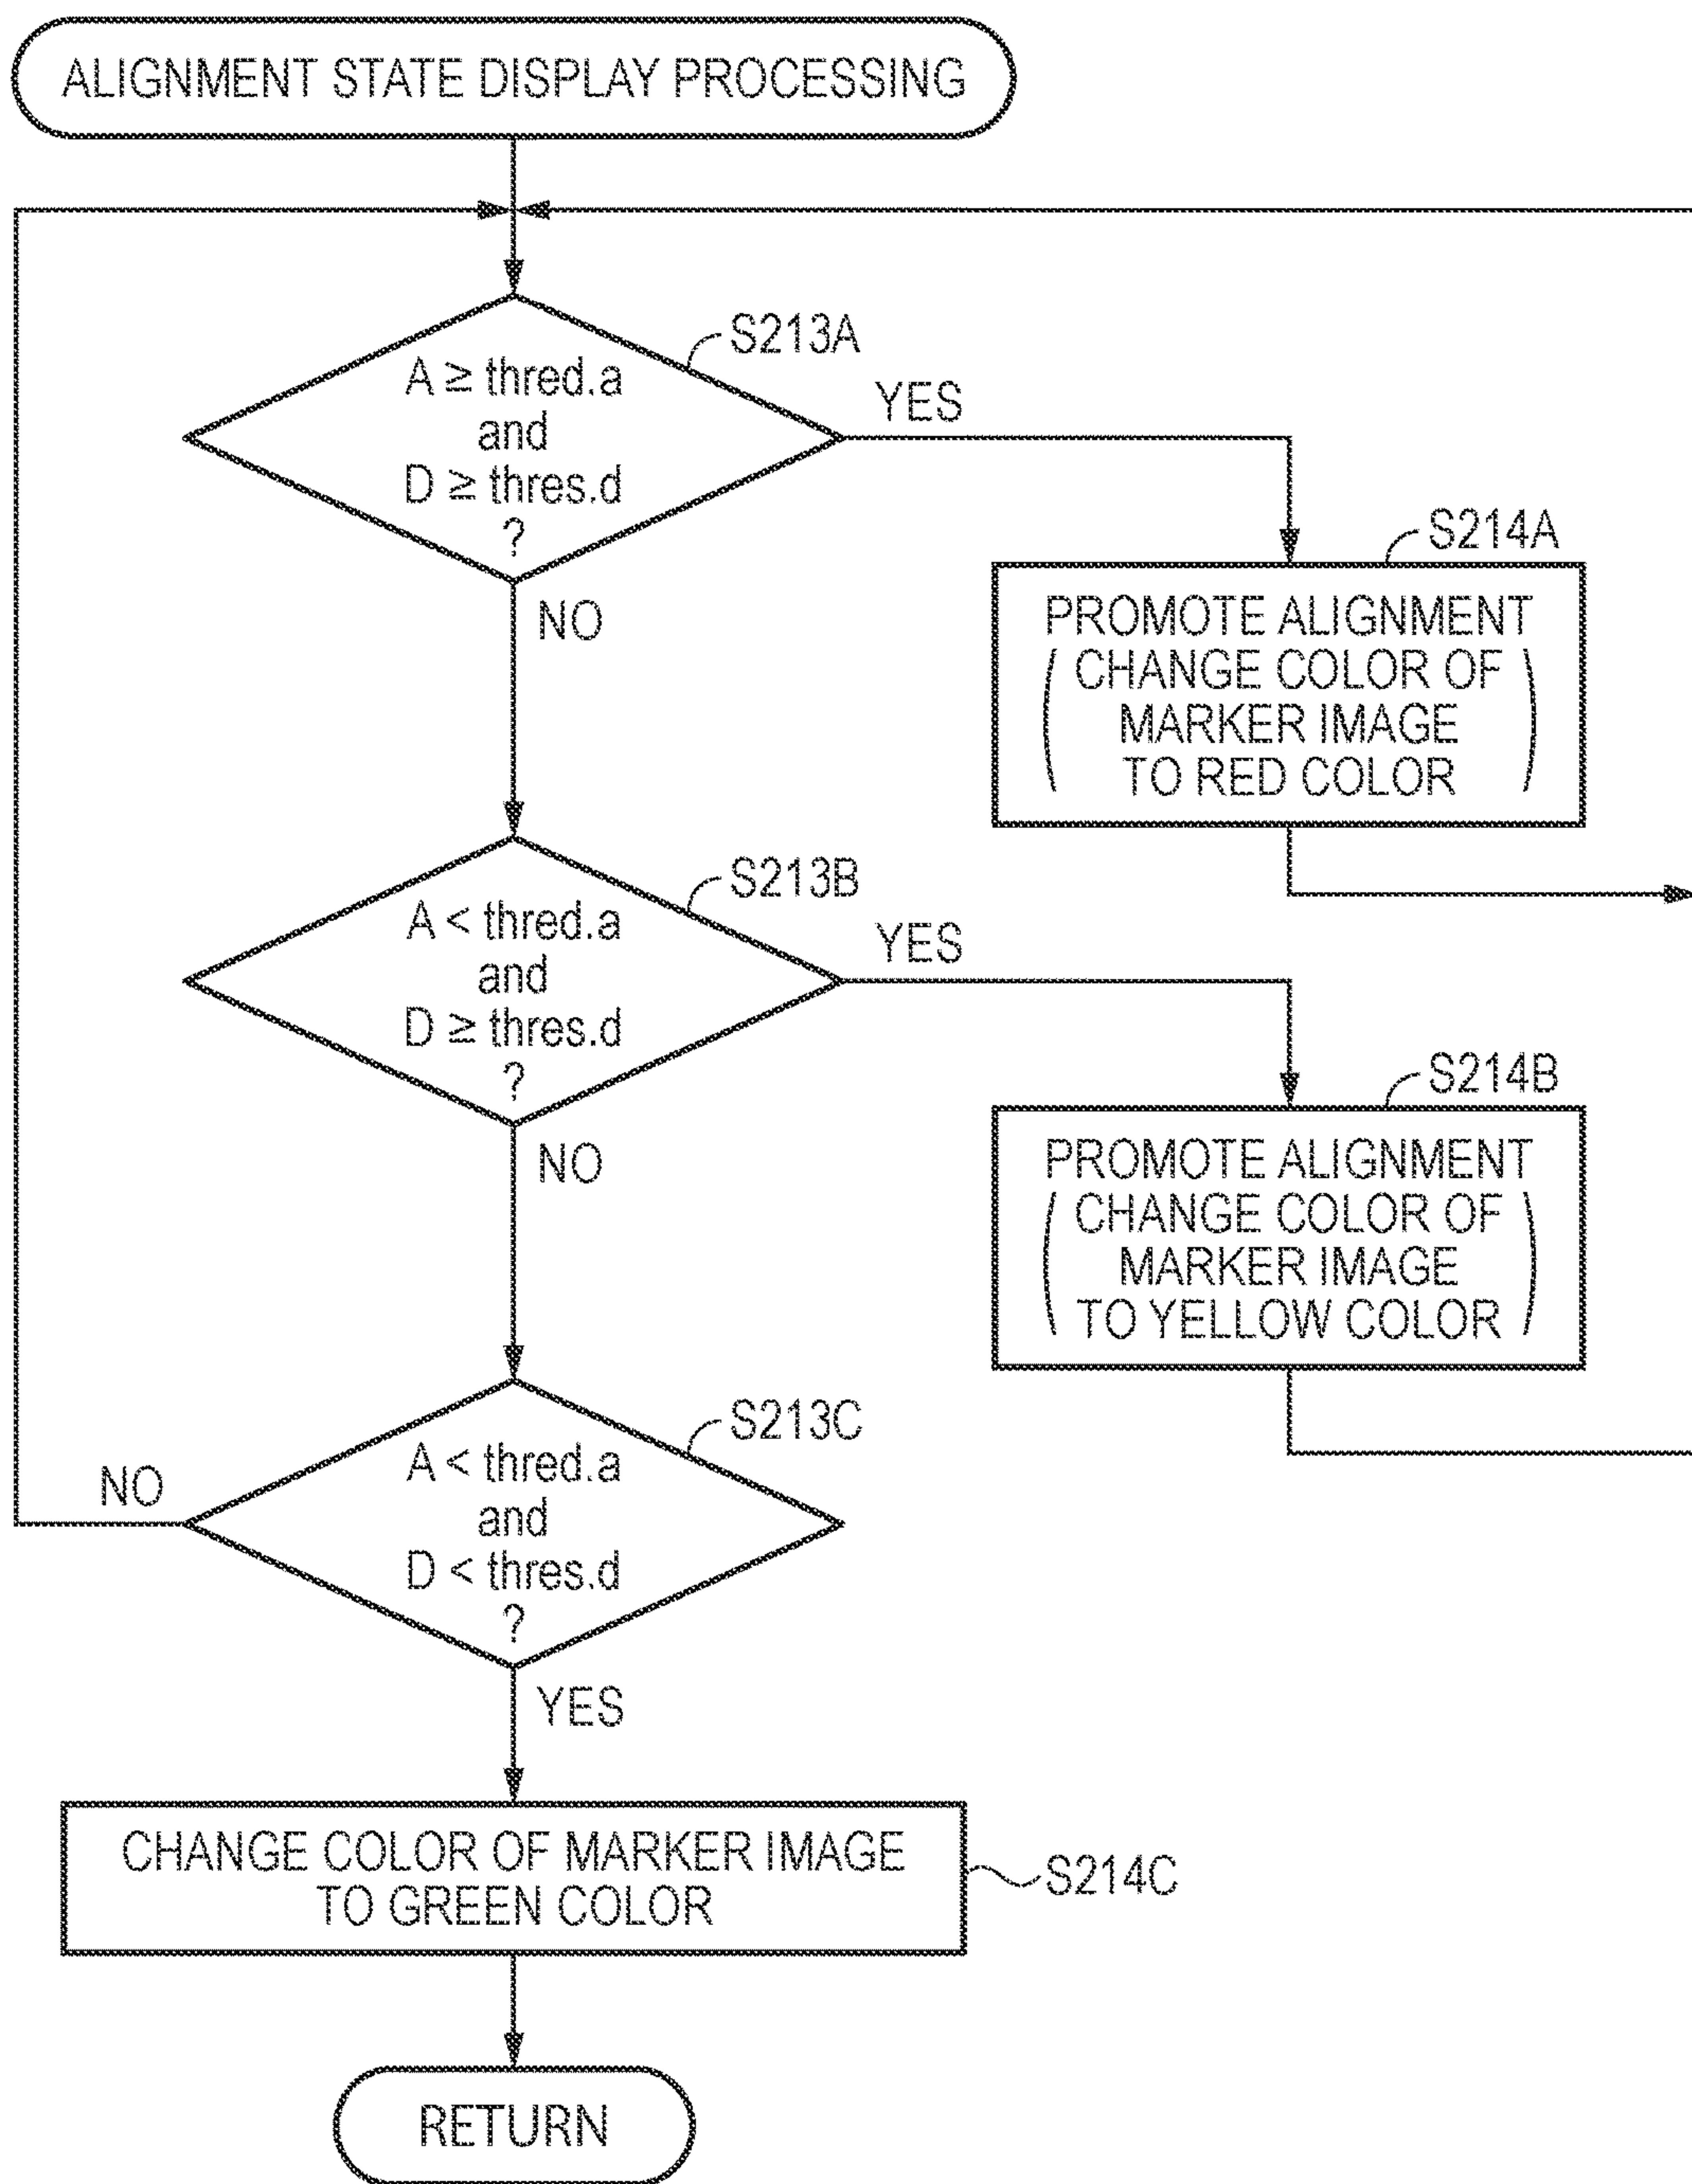 ALIGNMENT STATE DISPLAY PROCESSING
S213A
A ≥ thred.a
and
D ≥ thres.d
?
YES
NO
S214A
PROMOTE ALIGNMENT
( CHANGE COLOR OF
MARKER IMAGE
TO RED COLOR )
S213B
A < thred.a
and
D ≥ thres.d
?
YES
NO
S214B
PROMOTE ALIGNMENT
( CHANGE COLOR OF
MARKER IMAGE
TO YELLOW COLOR )
S213C
A < thred.a
and
D < thres.d
?
NO
YES
CHANGE COLOR OF MARKER IMAGE
TO GREEN COLOR
S214C
RETURN